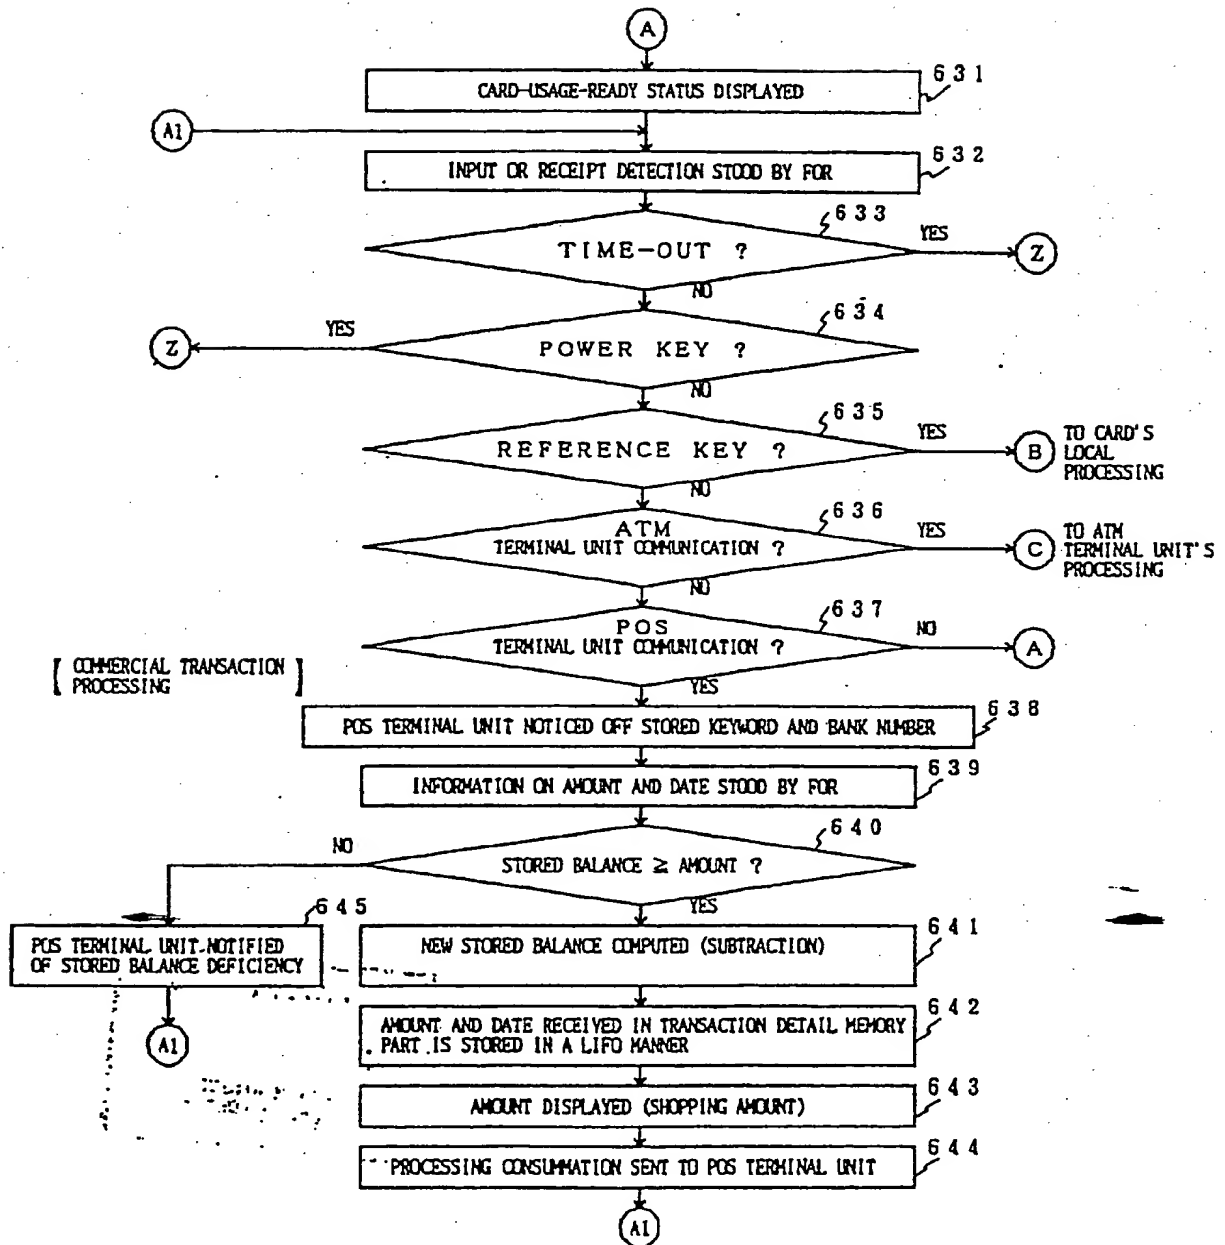 A
631
CARD-USAGE-READY STATUS DISPLAYED
A1
632
INPUT OR RECEIPT DETECTION STOOD BY FOR
633
TIME-OUT ?
YES
Z
NO
634
YES
Z
POWER KEY ?
NO
635
REFERENCE KEY ?
YES
B
TO CARD'S
LOCAL
PROCESSING
NO
636
ATM
TERMINAL UNIT COMMUNICATION ?
YES
C
TO ATM
TERMINAL UNIT'S
PROCESSING
NO
637
POS
TERMINAL UNIT COMMUNICATION ?
NO
A
[ COMMERCIAL TRANSACTION
PROCESSING ]
YES
638
POS TERMINAL UNIT NOTICED OFF STORED KEYWORD AND BANK NUMBER
639
INFORMATION ON AMOUNT AND DATE STOOD BY FOR
640
NO
STORED BALANCE ≧ AMOUNT ?
YES
645
POS TERMINAL UNIT NOTIFIED
OF STORED BALANCE DEFICIENCY
A1
641
NEW STORED BALANCE COMPUTED (SUBTRACTION)
642
AMOUNT AND DATE RECEIVED IN TRANSACTION DETAIL MEMORY
PART IS STORED IN A LIFO MANNER
643
AMOUNT DISPLAYED (SHOPPING AMOUNT)
644
PROCESSING CONSUMMATION SENT TO POS TERMINAL UNIT
A1